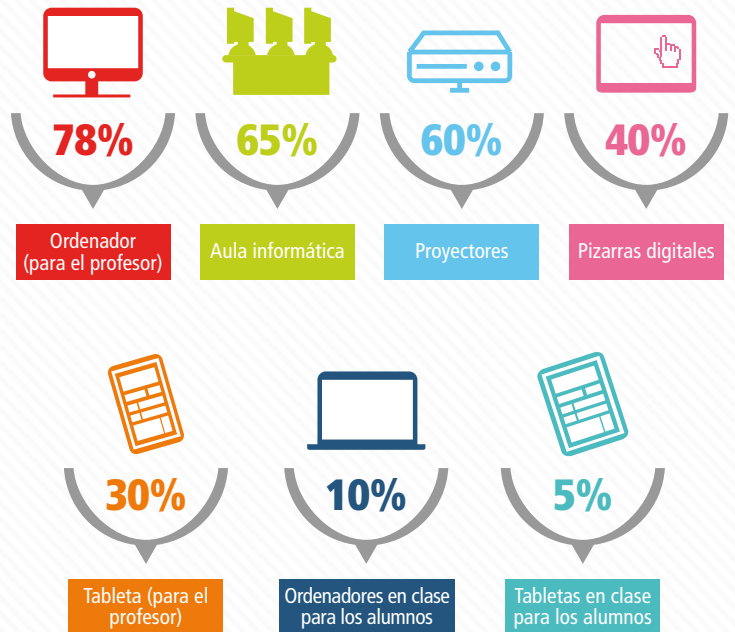 78%
65%
60%
40%
Ordenador
(para el profesor)
Aula informática
Proyectores
Pizarras digitales
30%
10%
5%
Tableta (para el
profesor)
Ordenadores en clase
para los alumnos
Tabletas en clase
para los alumnos